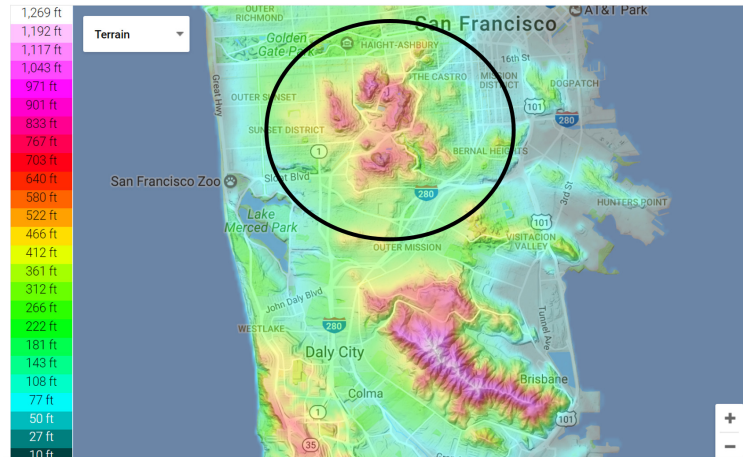 1,269 ft
1,192 ft
1,117 ft
1,043 ft
971 ft
901 ft
833 ft
767 ft
703 ft
640 ft
580 ft
522 ft
466 ft
412 ft
361 ft
312 ft
266 ft
222 ft
181 ft
143 ft
108 ft
77 ft
50 ft
27 ft
10 ft
Terrain
OUTER
RICHMOND
San Francisco
AT&T Park
Golden
Gate Park
HAIGHT-ASHBURY
16th St
THE CASTRO
MISSION
DISTRICT
DOGPATCH
Great Hwy
OUTER SUNSET
101
280
SUNSET DISTRICT
1
BERNAL HEIGHTS
San Francisco Zoo
Sloat Blvd
280
3rd St
HUNTERS POINT
Lake
Merced Park
101
OUTER MISSION
VISITACION
VALLEY
John Daly Blvd
WESTLAKE
280
Tunnel Ave
Daly City
Brisbane
Colma
1
101
35
+
−